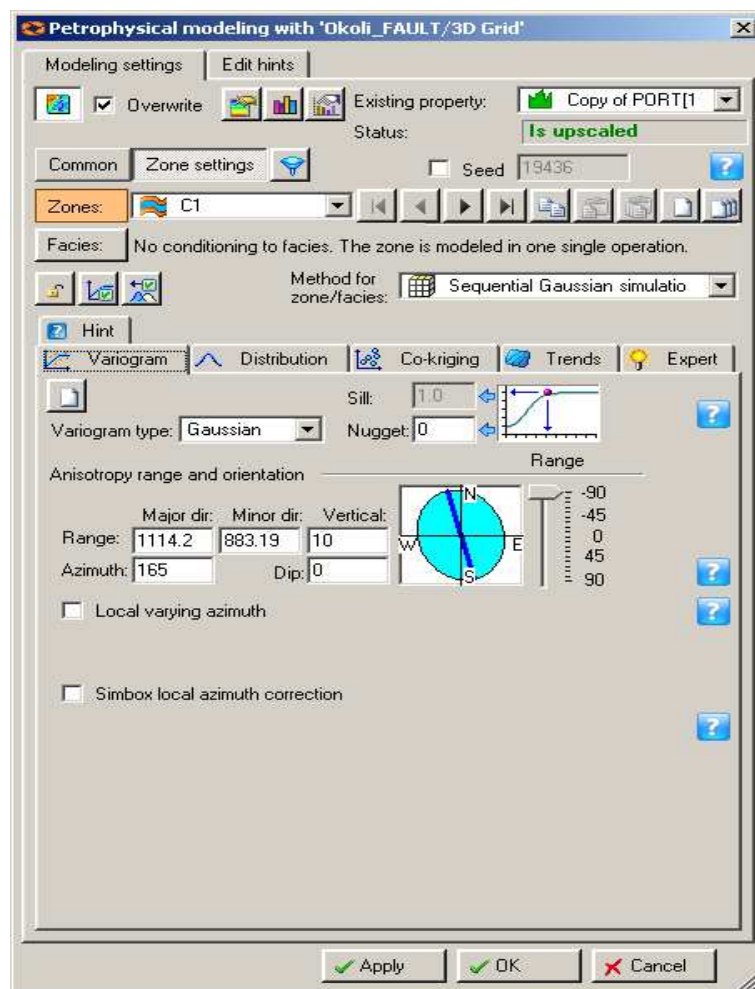 Petrophysical modeling with 'Okoli_FAULT/3D Grid'
Modeling settings Edit hints
Overwrite Existing property: Copy of PORT[1
Status: Is upscaled
Common Zone settings Seed 19436 ?
Zones: C1
Facies: No conditioning to facies. The zone is modeled in one single operation.
Method for zone/facies: Sequential Gaussian simulatio
? Hint
Variogram Distribution Co-kriging Trends Expert
Sill: 1.0 ?
Variogram type: Gaussian Nugget: 0
Anisotropy range and orientation Range
N -90
Major dir: Minor dir: Vertical: -45
Range: 1114.2 883.19 10 W E 0
Azimuth: 165 Dip: 0 S 45 ?
90
Local varying azimuth ?
Simbox local azimuth correction
?
Apply OK Cancel